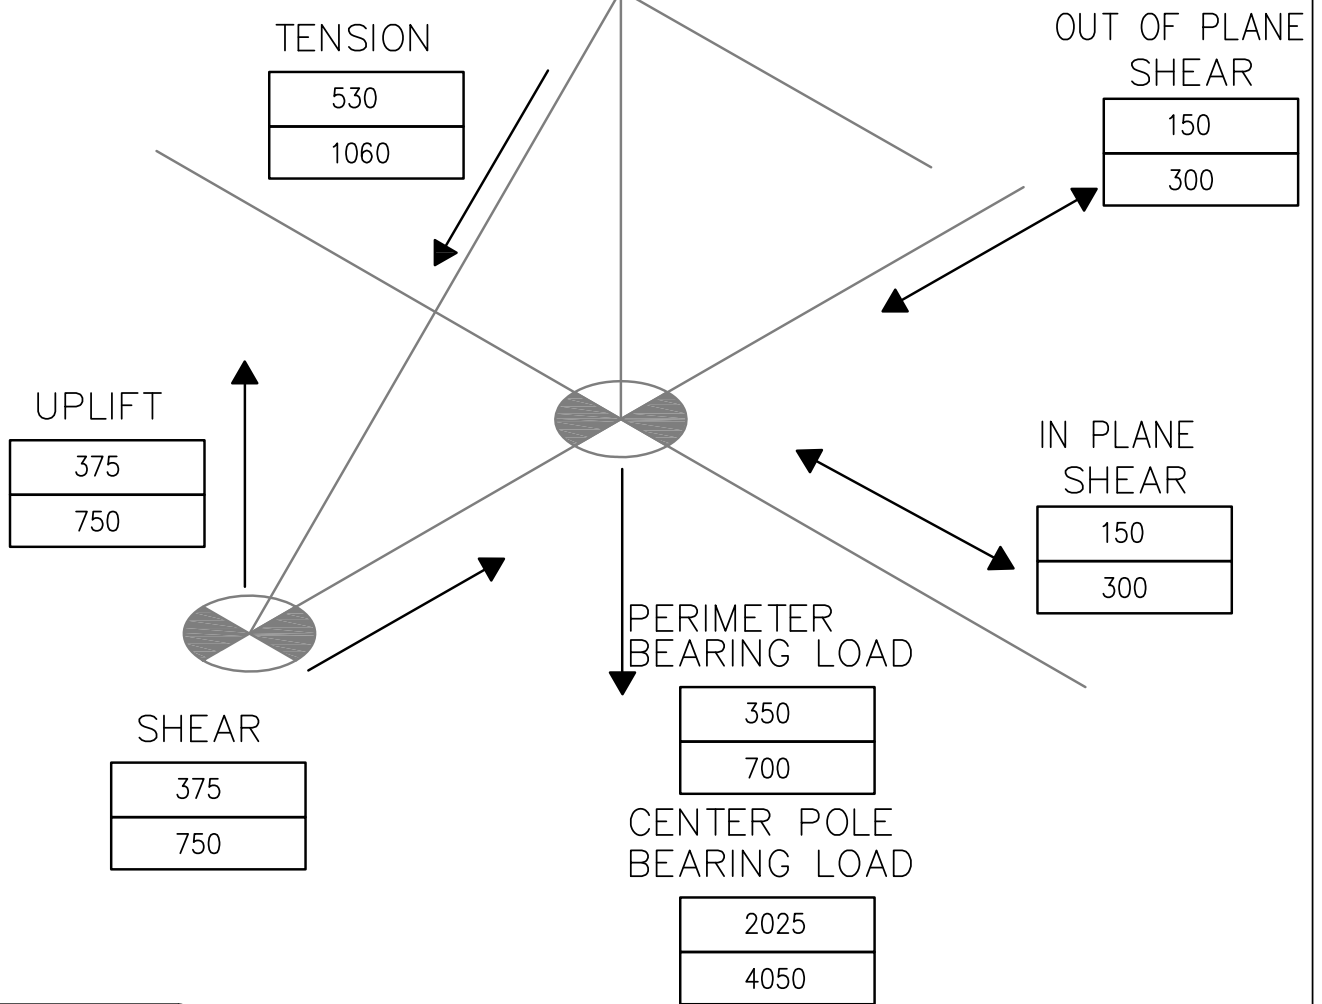 TENSION
530
1060
OUT OF PLANE
SHEAR
150
300
UPLIFT
375
750
IN PLANE
SHEAR
150
300
SHEAR
375
750
PERIMETER
BEARING LOAD
350
700
CENTER POLE
BEARING LOAD
2025
4050